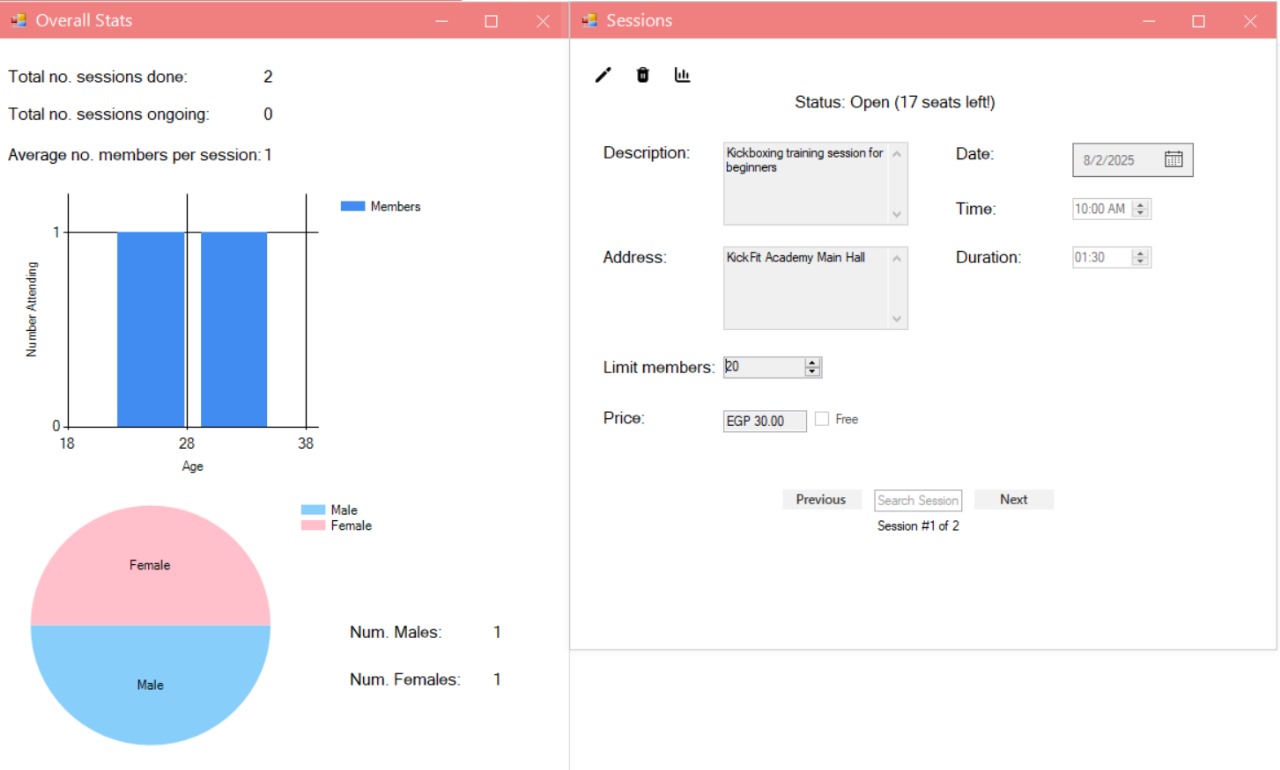 Overall Stats
Total no. sessions done: 2
Total no. sessions ongoing: 0
Average no. members per session: 1
Members
1
0
Number Attending
18 28 38
Age
Male
Female
Female
Male
Num. Males: 1
Num. Females: 1
Sessions
Status: Open (17 seats left!)
Description: Kickboxing training session for
beginners
Date: 8/2/2025
Time: 10:00 AM
Address: KickFit Academy Main Hall
Duration: 01:30
Limit members: 20
Price: EGP 30.00 Free
Previous Search Session Next
Session #1 of 2